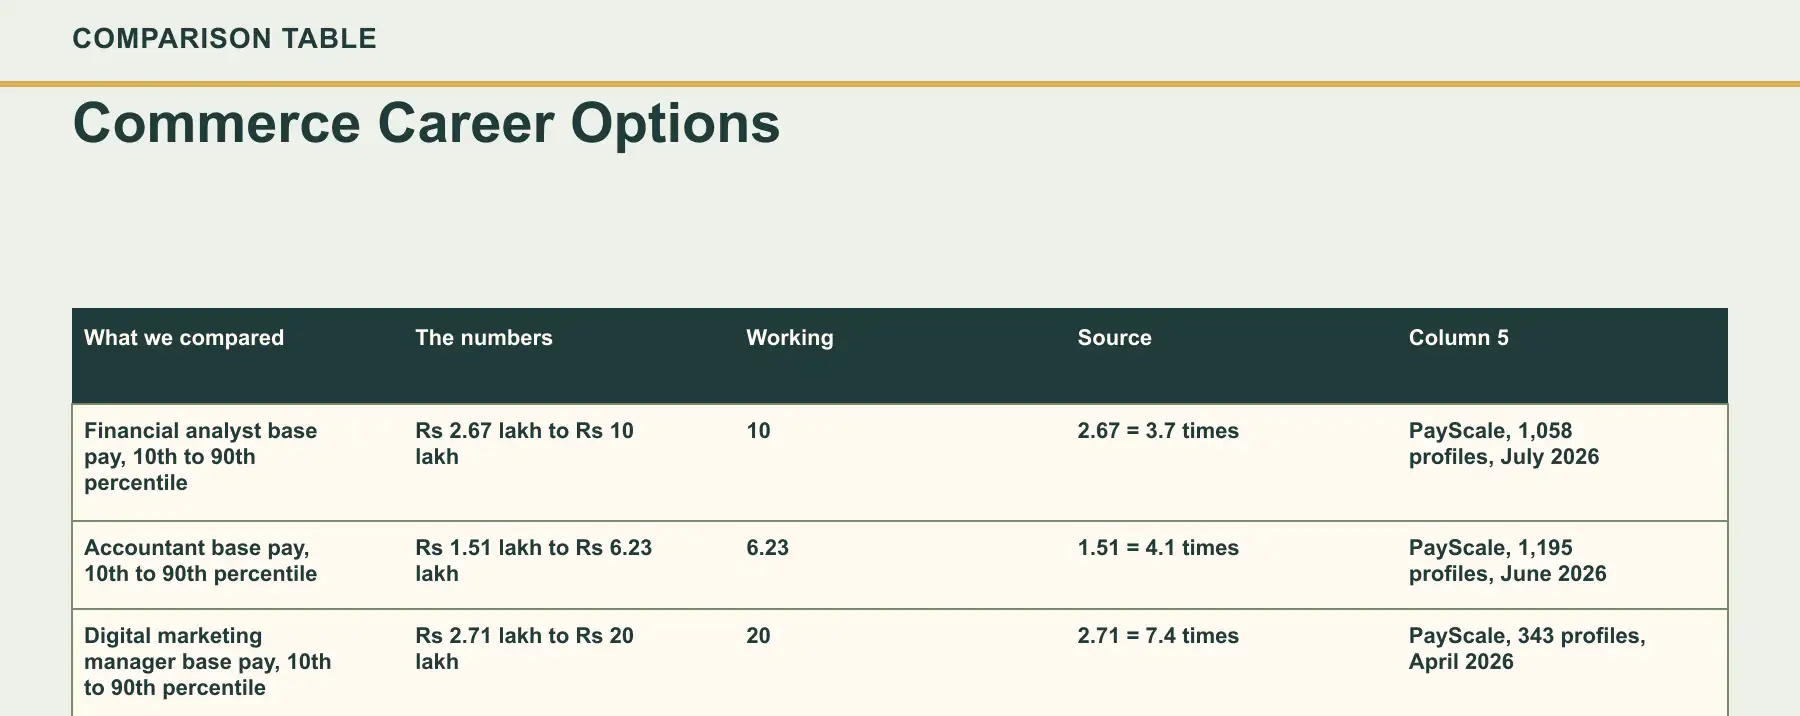 COMPARISON TABLE
Commerce Career Options
What we compared
The numbers
Working
Source
Column 5
Financial analyst base
pay, 10th to 90th
percentile
Rs 2.67 lakh to Rs 10
lakh
10
2.67 = 3.7 times
PayScale, 1,058
profiles, July 2026
Accountant base pay,
10th to 90th percentile
Rs 1.51 lakh to Rs 6.23
lakh
6.23
1.51 = 4.1 times
PayScale, 1,195
profiles, June 2026
Digital marketing
manager base pay, 10th
to 90th percentile
Rs 2.71 lakh to Rs 20
lakh
20
2.71 = 7.4 times
PayScale, 343 profiles,
April 2026